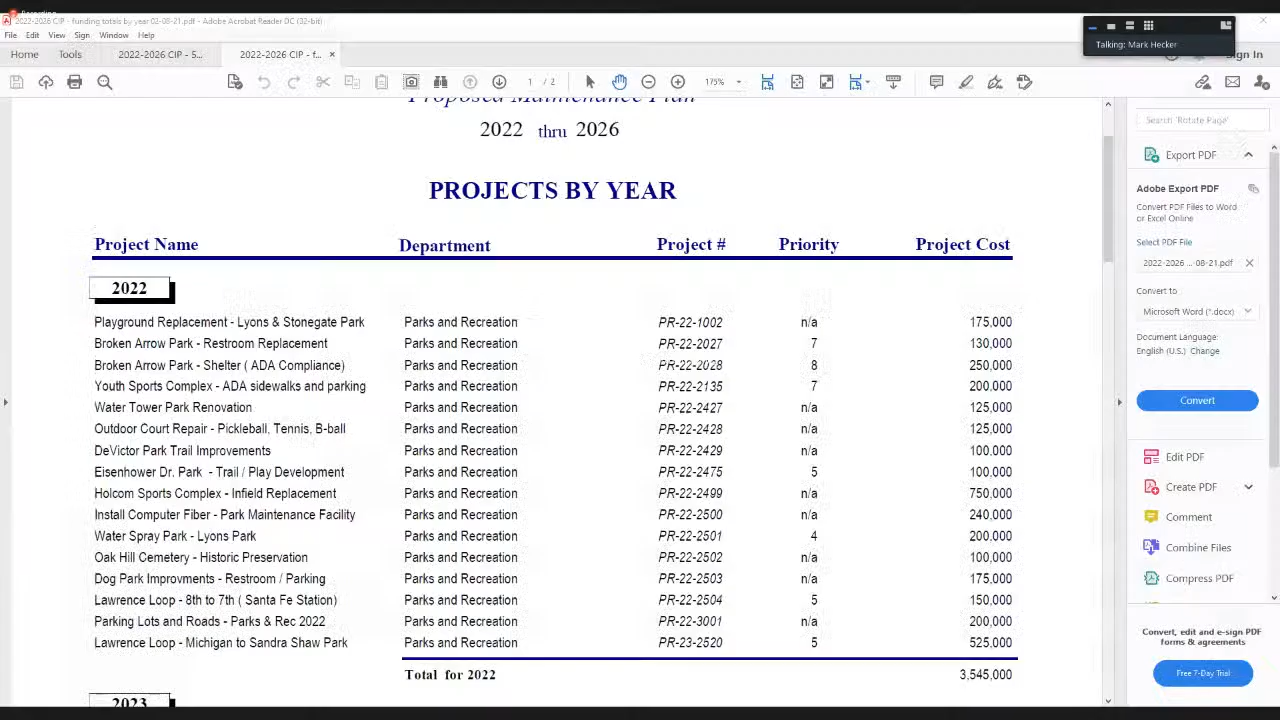 Recording
2022-2026 CIP - funding totals by year 02-08-21.pdf - Adobe Acrobat Reader DC (32-bit)
File Edit View Sign Window Help
Talking: Mark Hecker
Home Tools 2022-2026 CIP - 5... 2022-2026 CIP - f... × Sign In
1 / 2 175%
Proposed Maintenance Plan
2022 thru 2026
PROJECTS BY YEAR
Project Name Department Project # Priority Project Cost
2022
Playground Replacement - Lyons & Stonegate Park Parks and Recreation PR-22-1002 n/a 175,000
Broken Arrow Park - Restroom Replacement Parks and Recreation PR-22-2027 7 130,000
Broken Arrow Park - Shelter ( ADA Compliance) Parks and Recreation PR-22-2028 8 250,000
Youth Sports Complex - ADA sidewalks and parking Parks and Recreation PR-22-2135 7 200,000
Water Tower Park Renovation Parks and Recreation PR-22-2427 n/a 125,000
Outdoor Court Repair - Pickleball, Tennis, B-ball Parks and Recreation PR-22-2428 n/a 125,000
DeVictor Park Trail Improvements Parks and Recreation PR-22-2429 n/a 100,000
Eisenhower Dr. Park - Trail / Play Development Parks and Recreation PR-22-2475 5 100,000
Holcom Sports Complex - Infield Replacement Parks and Recreation PR-22-2499 n/a 750,000
Install Computer Fiber - Park Maintenance Facility Parks and Recreation PR-22-2500 n/a 240,000
Water Spray Park - Lyons Park Parks and Recreation PR-22-2501 4 200,000
Oak Hill Cemetery - Historic Preservation Parks and Recreation PR-22-2502 n/a 100,000
Dog Park Improvments - Restroom / Parking Parks and Recreation PR-22-2503 n/a 175,000
Lawrence Loop - 8th to 7th ( Santa Fe Station) Parks and Recreation PR-22-2504 5 150,000
Parking Lots and Roads - Parks & Rec 2022 Parks and Recreation PR-22-3001 n/a 200,000
Lawrence Loop - Michigan to Sandra Shaw Park Parks and Recreation PR-23-2520 5 525,000
Total for 2022 3,545,000
2023
Search 'Rotate Page'
Export PDF
Adobe Export PDF
Convert PDF Files to Word
or Excel Online
Select PDF File
2022-2026 ...-08-21.pdf ×
Convert to
Microsoft Word (*.docx)
Document Language:
English (U.S.) Change
Convert
Edit PDF
Create PDF
Comment
Combine Files
Compress PDF
Convert, edit and e-sign PDF
forms & agreements
Free 7-Day Trial